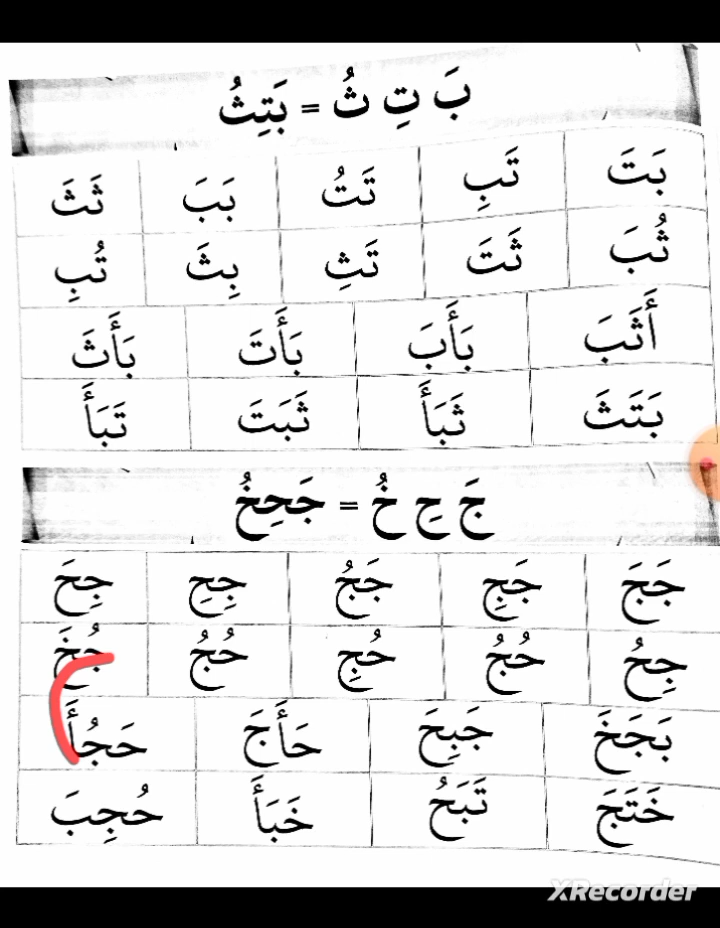 بَ تِ ثُ = بَتِثُ
بَتَ تَبِ تَتُ بَبَ ثَثَ
ثُبَ ثَتَ تَثِ بِثَ تُبِ
أَثَبَ بَأَبَ بَأَتَ بَأَثَ
بَتَثَ ثَبَأَ ثَبَتَ تَبَأَ
جَ حِ خُ = جَحِخُ
جَجَ جَجِ جَجُ جِحِ جِحَ
جِحُ حُجُ حُجِ حُجُ
بَجَخَ جَبِحَ حَأَجَ حَجُأَ
خَتَجَ تَبَحُ خَبَأَ حُجِبَ
XRecorder